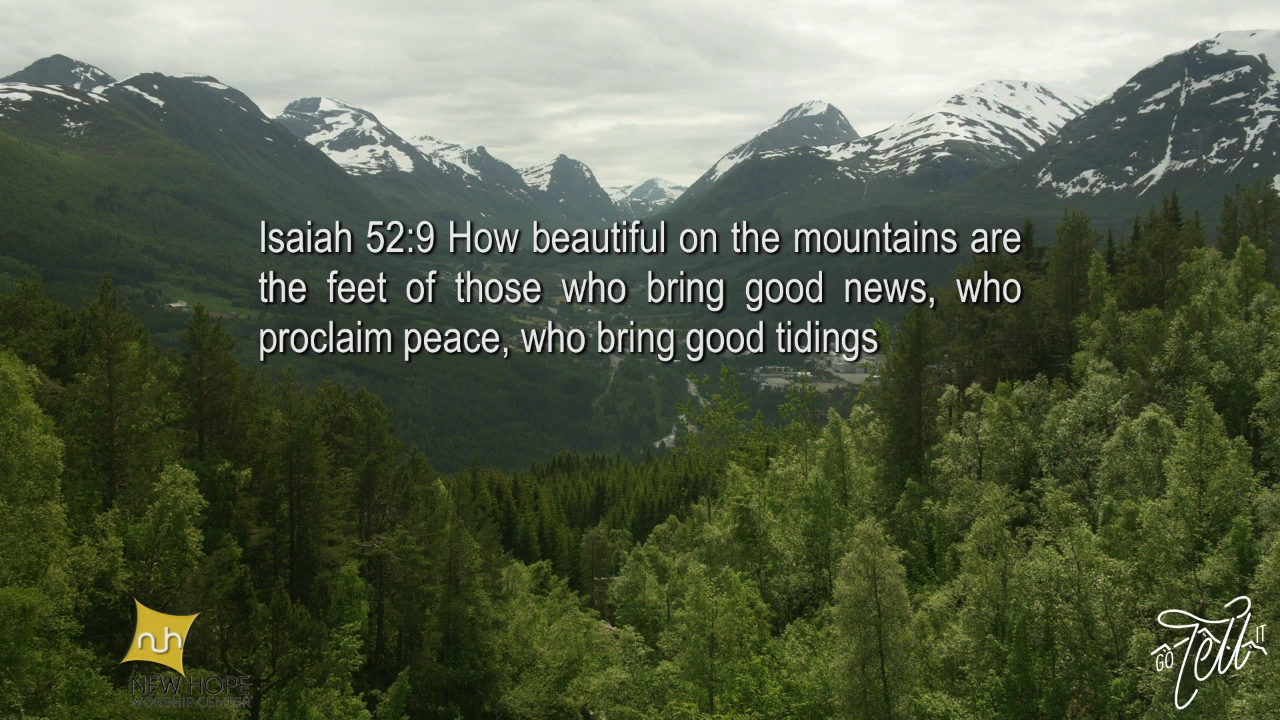 Isaiah 52:9 How beautiful on the mountains are
the feet of those who bring good news, who
proclaim peace, who bring good tidings
nuh
NEW HOPE
WORSHIP CENTER
GO Tell IT